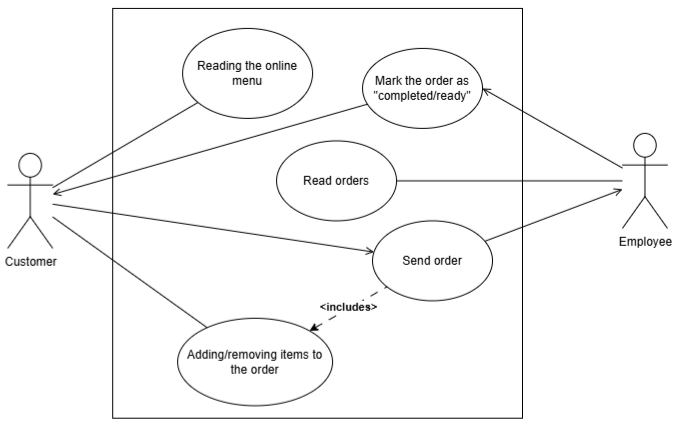 Reading the online
menu
Mark the order as
"completed/ready"
Read orders
Employee
Send order
Customer
<includes>
Adding/removing items to
the order